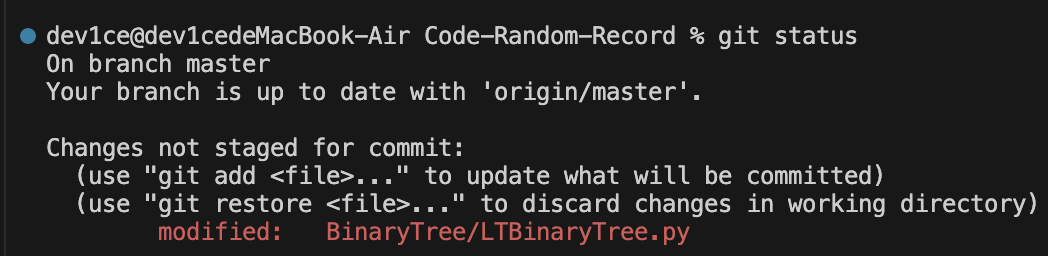 dev1ce@dev1cedeMacBook-Air Code-Random-Record % git status
On branch master
Your branch is up to date with 'origin/master'.

Changes not staged for commit:
  (use "git add <file>..." to update what will be committed)
  (use "git restore <file>..." to discard changes in working directory)
        modified:   BinaryTree/LTBinaryTree.py